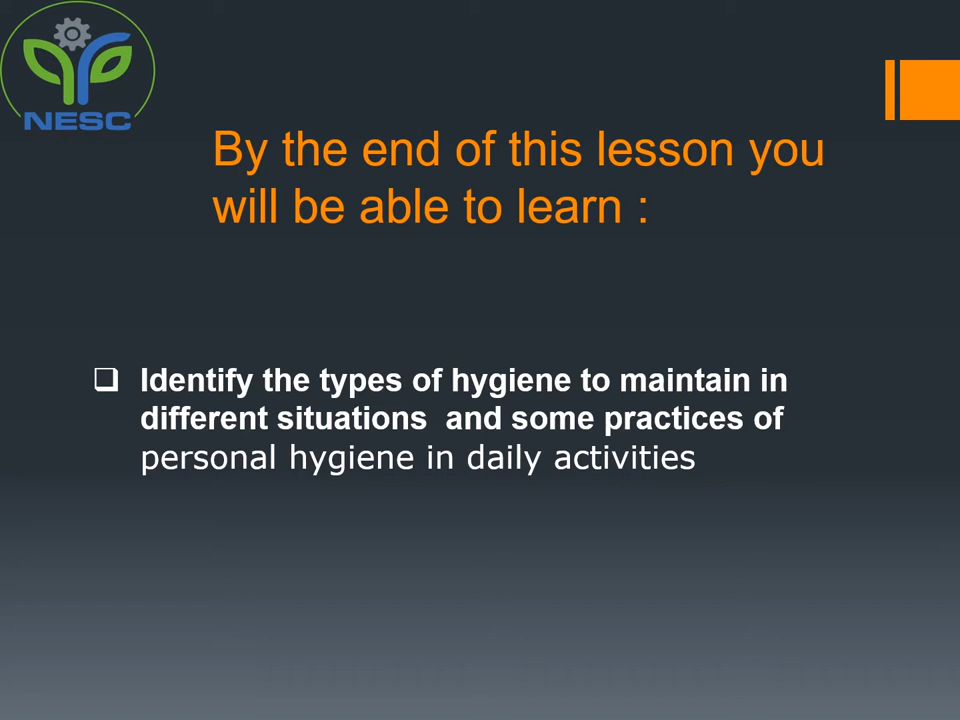 NESC
By the end of this lesson you
will be able to learn :
Identify the types of hygiene to maintain in
different situations and some practices of
personal hygiene in daily activities